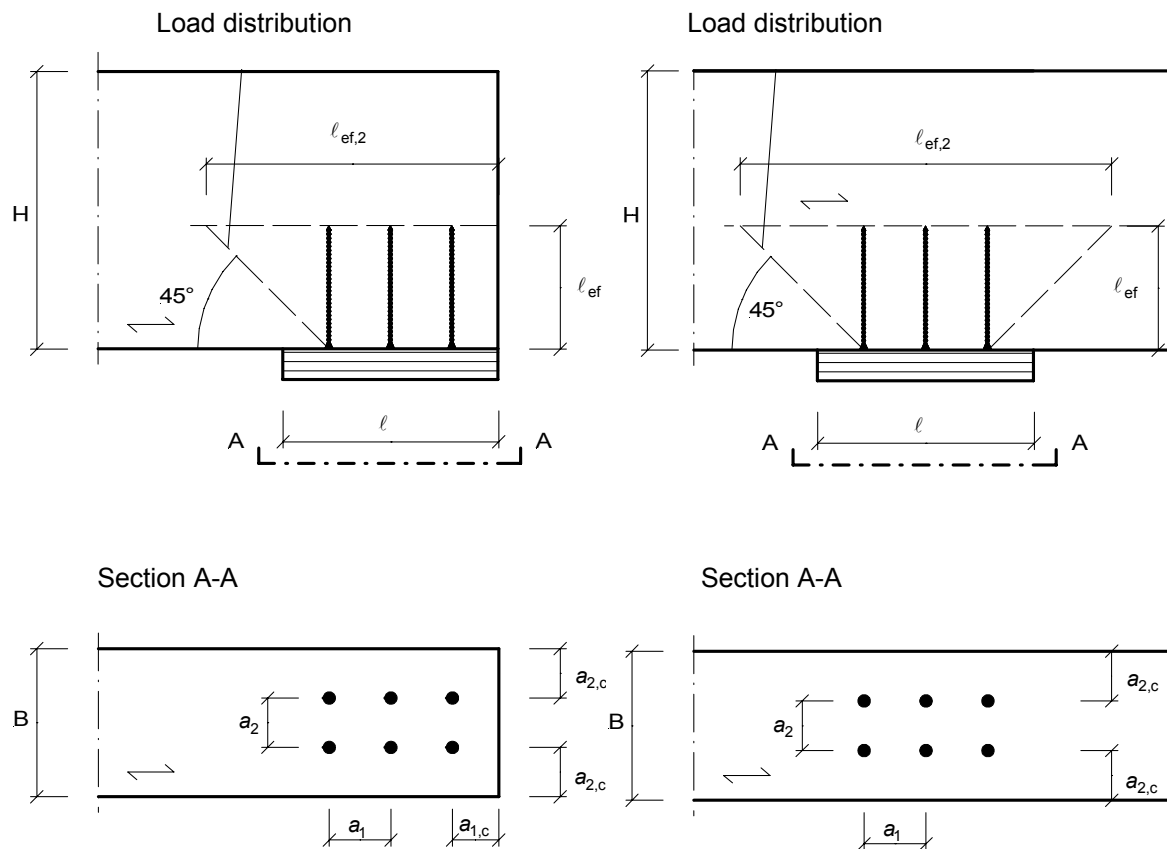 Load distribution
Load distribution
ℓef,2
ℓef,2
H
H
45°
ℓef
45°
ℓef
ℓ
ℓ
A A
A A
Section A-A
Section A-A
B
a2
a2,c
a2,c
a1
a1,c
B
a2
a2,c
a2,c
a1